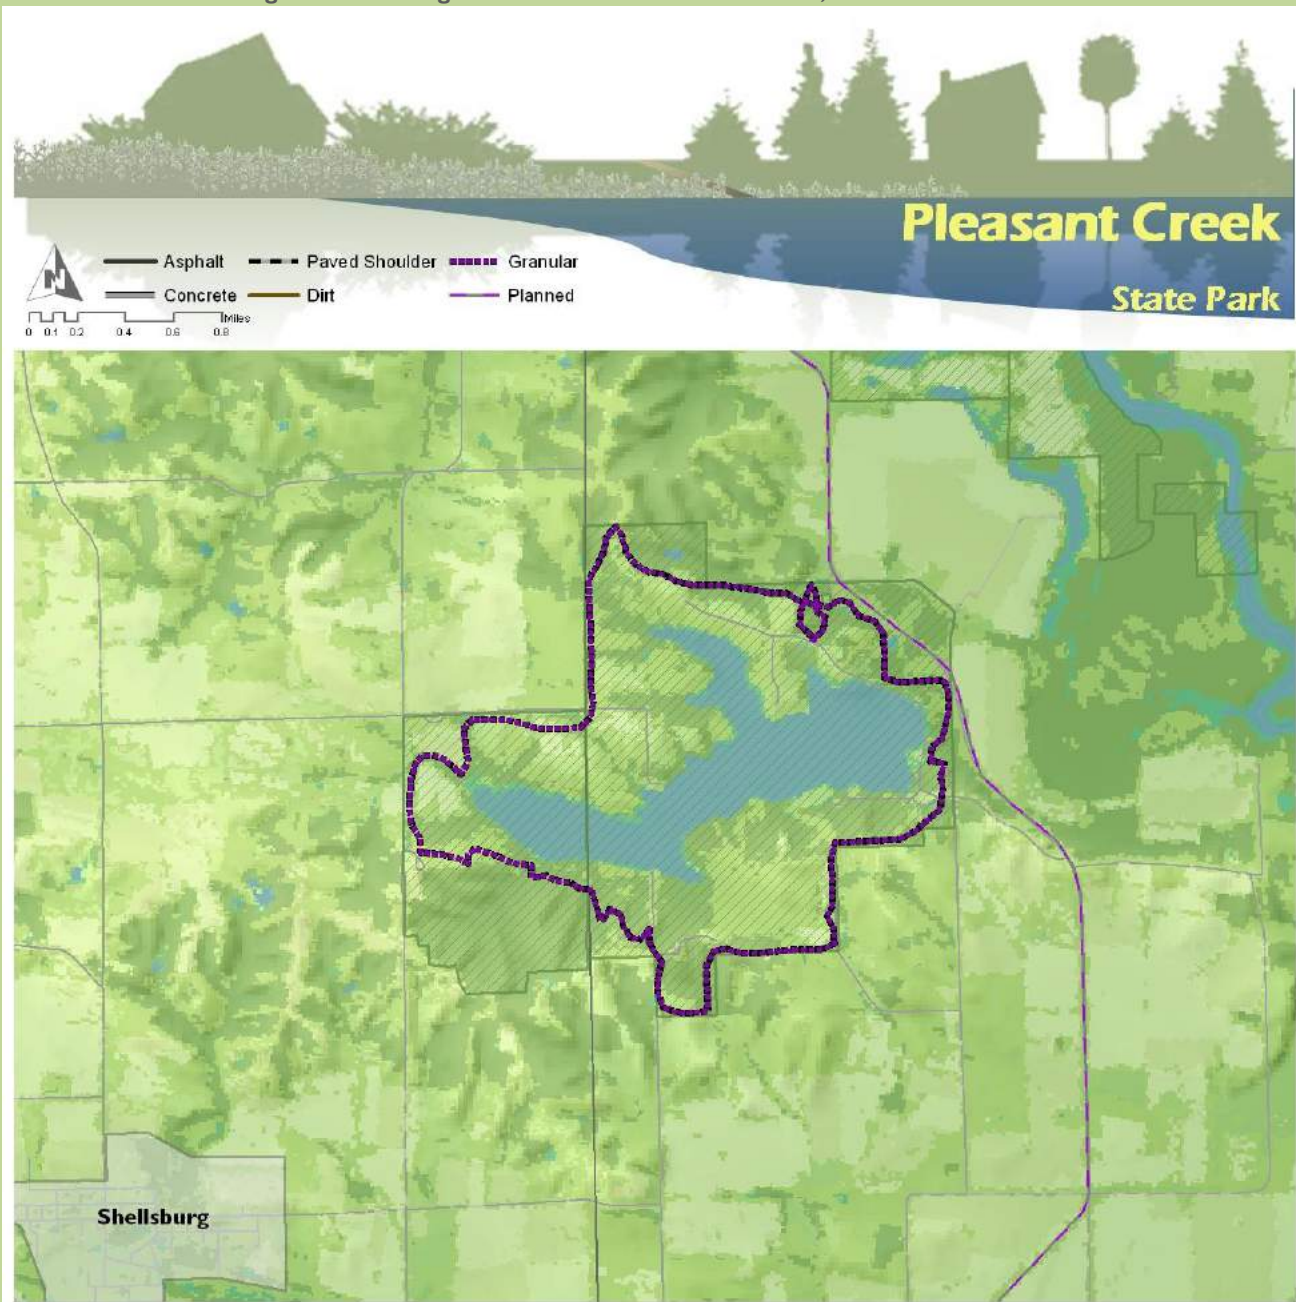 Pleasant Creek
State Park
N
Asphalt Paved Shoulder Granular
Concrete Dirt Planned
Miles
0 0.1 0.2 0.4 0.6 0.8
Shellsburg